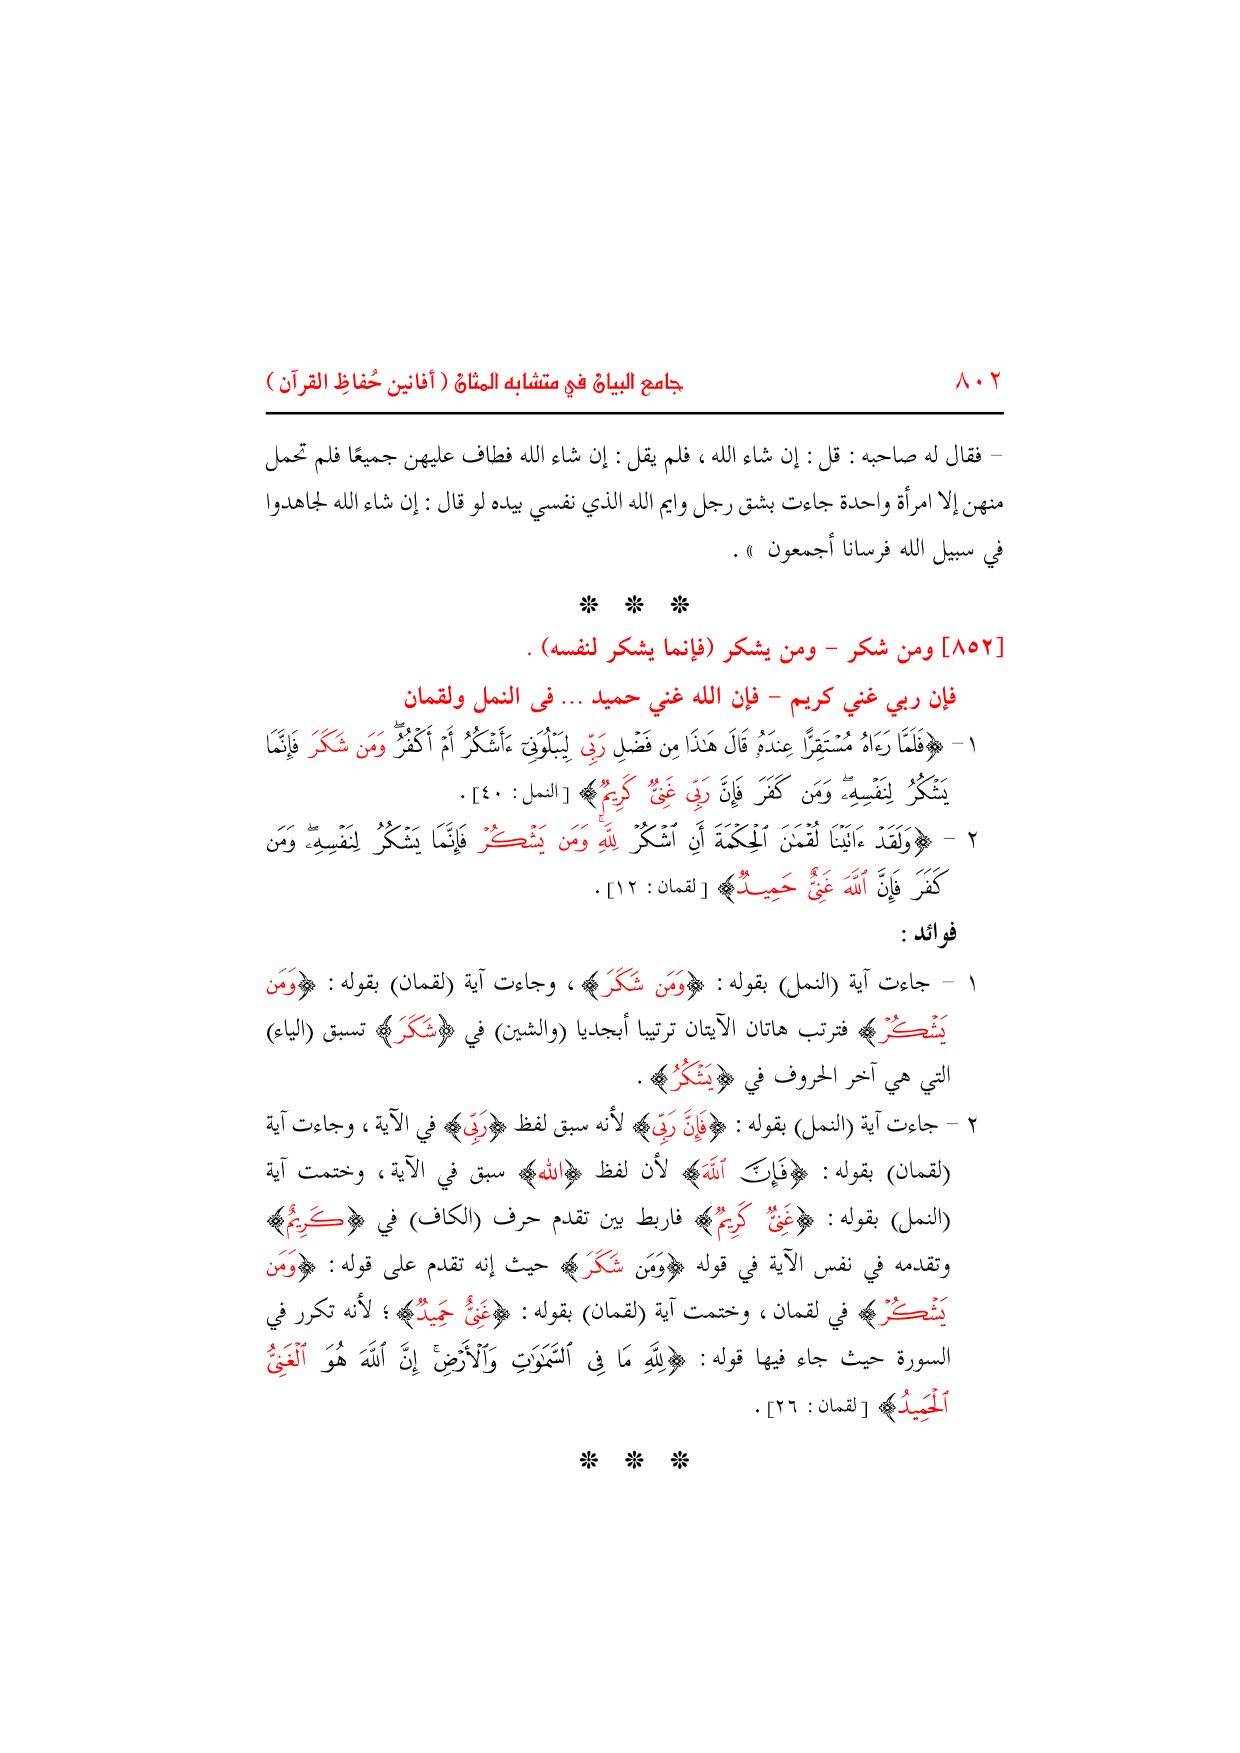 ٨٠٢ جامع البيان في متشابه المثان ( أفانين حُفاظِ القرآن )
– فقال له صاحبه : قل : إن شاء الله ، فلم يقل : إن شاء الله فطاف عليهن جميعًا فلم تحمل
منهن إلا امرأة واحدة جاءت بشق رجل وايم الله الذي نفسي بيده لو قال : إن شاء الله لجاهدوا
في سبيل الله فرسانا أجمعون » .
❇ ❇ ❇
[٨٥٢] ومن شكر – ومن يشكر (فإنما يشكر لنفسه) .
فإن ربي غني كريم – فإن الله غني حميد ... فى النمل ولقمان
١ – ﴿فَلَمَّا رَءَاهُ مُسْتَقِرًّا عِندَهُۥ قَالَ هَٰذَا مِن فَضْلِ رَبِّى لِيَبْلُوَنِىٓ ءَأَشْكُرُ أَمْ أَكْفُرُ ۖ وَمَن شَكَرَ فَإِنَّمَا
يَشْكُرُ لِنَفْسِهِۦ ۖ وَمَن كَفَرَ فَإِنَّ رَبِّى غَنِىٌّ كَرِيمٌ﴾ [النمل : ٤٠] .
٢ – ﴿وَلَقَدْ ءَاتَيْنَا لُقْمَٰنَ ٱلْحِكْمَةَ أَنِ ٱشْكُرْ لِلَّهِ ۚ وَمَن يَشْكُرْ فَإِنَّمَا يَشْكُرُ لِنَفْسِهِۦ ۖ وَمَن
كَفَرَ فَإِنَّ ٱللَّهَ غَنِىٌّ حَمِيدٌ﴾ [لقمان : ١٢] .
فوائد :
١ – جاءت آية (النمل) بقوله : ﴿وَمَن شَكَرَ﴾ ، وجاءت آية (لقمان) بقوله : ﴿وَمَن
يَشْكُرْ﴾ فترتب هاتان الآيتان ترتيبا أبجديا (والشين) في ﴿شَكَرَ﴾ تسبق (الياء)
التي هي آخر الحروف في ﴿يَشْكُرُ﴾ .
٢ – جاءت آية (النمل) بقوله : ﴿فَإِنَّ رَبِّى﴾ لأنه سبق لفظ ﴿رَبِّى﴾ في الآية ، وجاءت آية
(لقمان) بقوله : ﴿فَإِنَّ ٱللَّهَ﴾ لأن لفظ ﴿الله﴾ سبق في الآية ، وختمت آية
(النمل) بقوله : ﴿غَنِىٌّ كَرِيمٌ﴾ فاربط بين تقدم حرف (الكاف) في ﴿كَرِيمٌ﴾
وتقدمه في نفس الآية في قوله ﴿وَمَن شَكَرَ﴾ حيث إنه تقدم على قوله : ﴿وَمَن
يَشْكُرْ﴾ في لقمان ، وختمت آية (لقمان) بقوله : ﴿غَنِىٌّ حَمِيدٌ﴾ ؛ لأنه تكرر في
السورة حيث جاء فيها قوله : ﴿لِلَّهِ مَا فِى ٱلسَّمَٰوَٰتِ وَٱلْأَرْضِ ۚ إِنَّ ٱللَّهَ هُوَ ٱلْغَنِىُّ
ٱلْحَمِيدُ﴾ [لقمان : ٢٦] .
❇ ❇ ❇